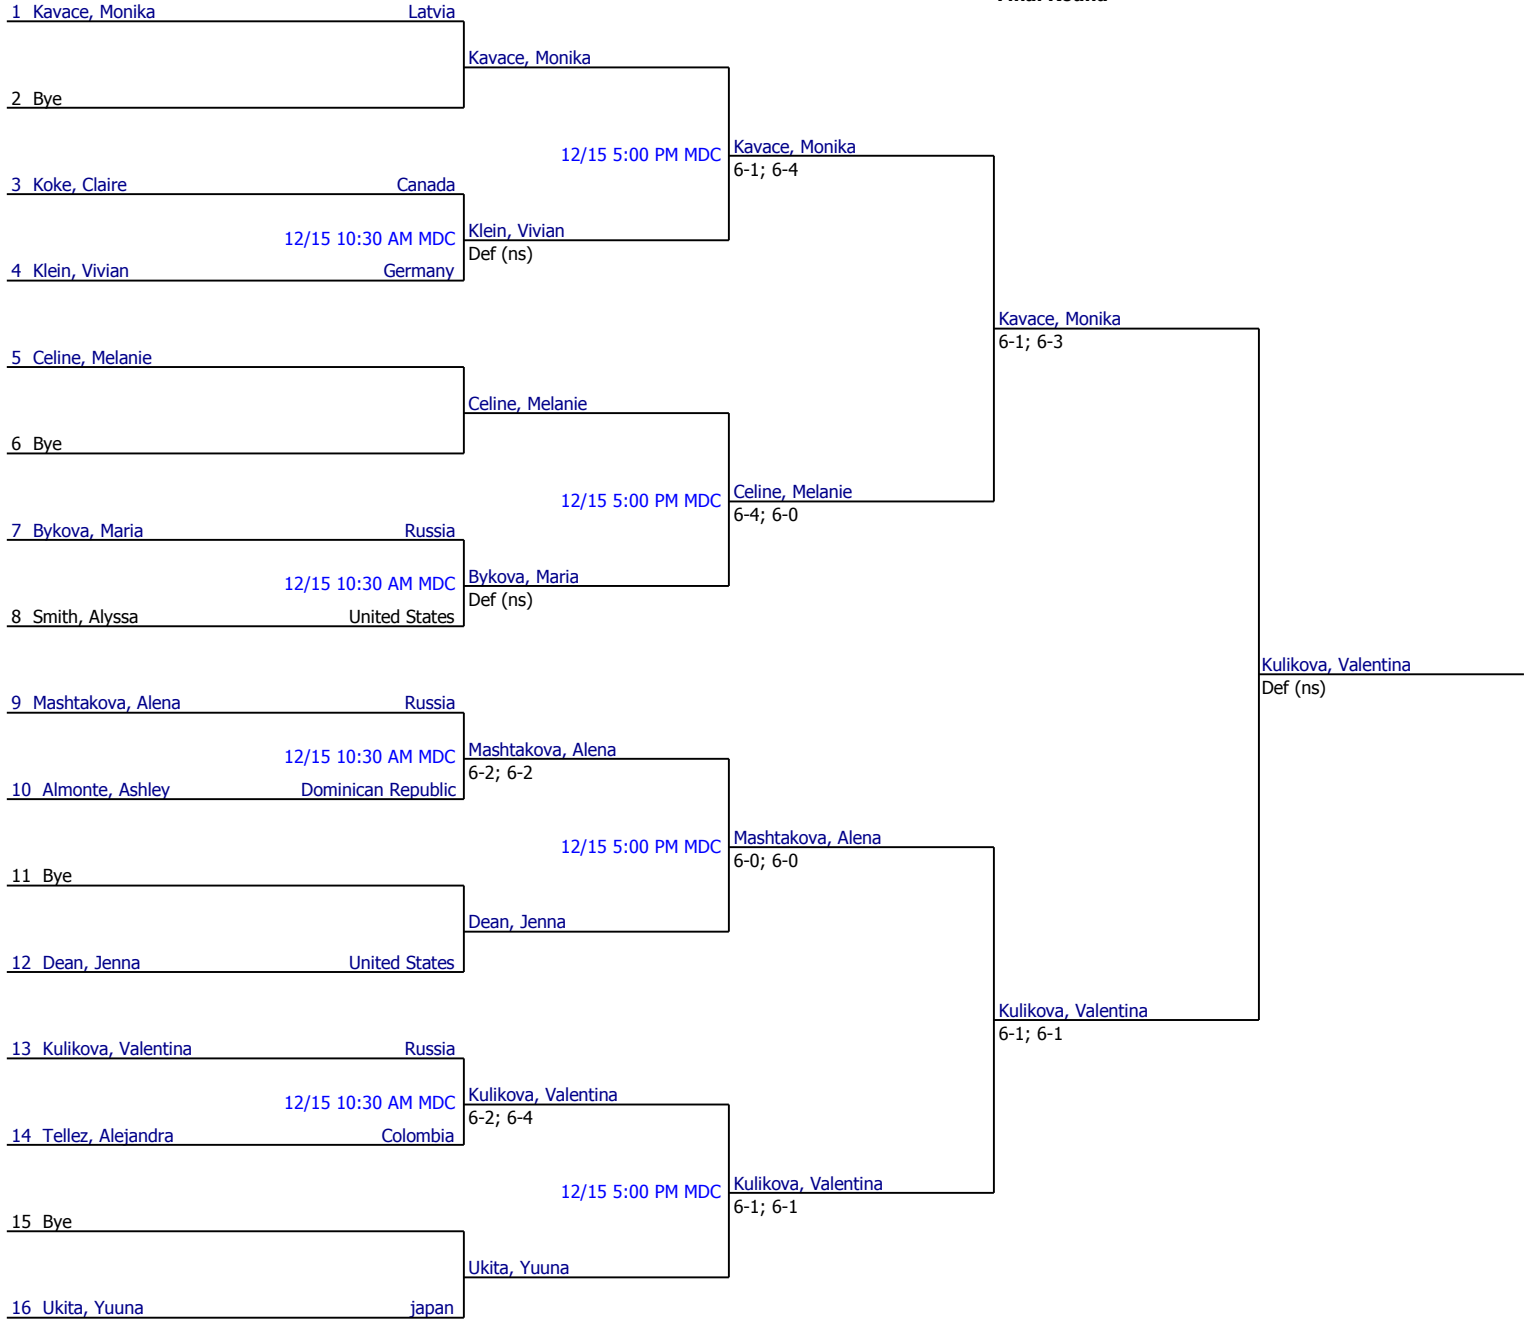 Final Round
1 Kavace, Monika Latvia
Kavace, Monika
2 Bye
12/15 5:00 PM MDC Kavace, Monika
6-1; 6-4
3 Koke, Claire Canada
12/15 10:30 AM MDC Klein, Vivian
Def (ns)
4 Klein, Vivian Germany
Kavace, Monika
6-1; 6-3
5 Celine, Melanie
Celine, Melanie
6 Bye
12/15 5:00 PM MDC Celine, Melanie
6-4; 6-0
7 Bykova, Maria Russia
12/15 10:30 AM MDC Bykova, Maria
Def (ns)
8 Smith, Alyssa United States
Kulikova, Valentina
Def (ns)
9 Mashtakova, Alena Russia
12/15 10:30 AM MDC Mashtakova, Alena
6-2; 6-2
10 Almonte, Ashley Dominican Republic
12/15 5:00 PM MDC Mashtakova, Alena
6-0; 6-0
11 Bye
Dean, Jenna
12 Dean, Jenna United States
Kulikova, Valentina
6-1; 6-1
13 Kulikova, Valentina Russia
12/15 10:30 AM MDC Kulikova, Valentina
6-2; 6-4
14 Tellez, Alejandra Colombia
12/15 5:00 PM MDC Kulikova, Valentina
6-1; 6-1
15 Bye
Ukita, Yuuna
16 Ukita, Yuuna japan